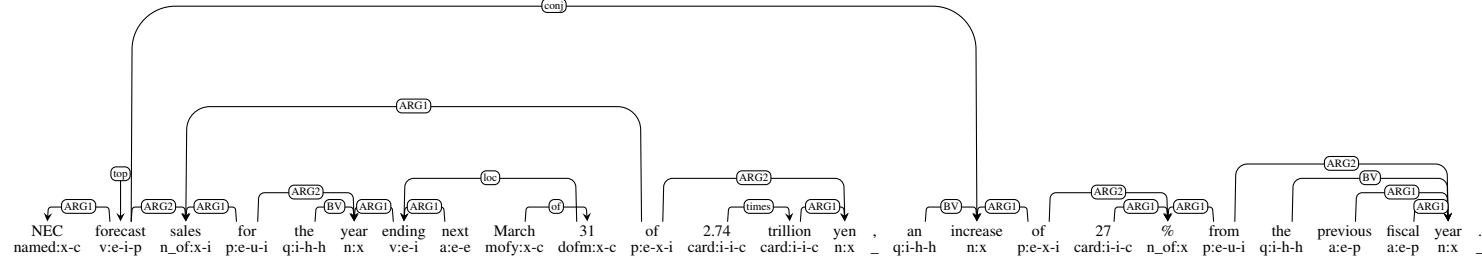 conj
ARG1
top
loc
ARG2
ARG2
BV
ARG2
ARG2
ARG1
ARG1
ARG2
ARG1
BV
ARG1
ARG1
of
times
ARG1
BV
ARG1
ARG1
ARG1
ARG1
NEC forecast sales for the year ending next March 31 of 2.74 trillion yen , an increase of 27 % from the previous fiscal year .
named:x-c v:e-i-p n_of:x-i p:e-u-i q:i-h-h n:x v:e-i a:e-e mofy:x-c dofm:x-c p:e-x-i card:i-i-c card:i-i-c n:x _ q:i-h-h n:x p:e-x-i card:i-i-c n_of:x p:e-u-i q:i-h-h a:e-p a:e-p n:x _